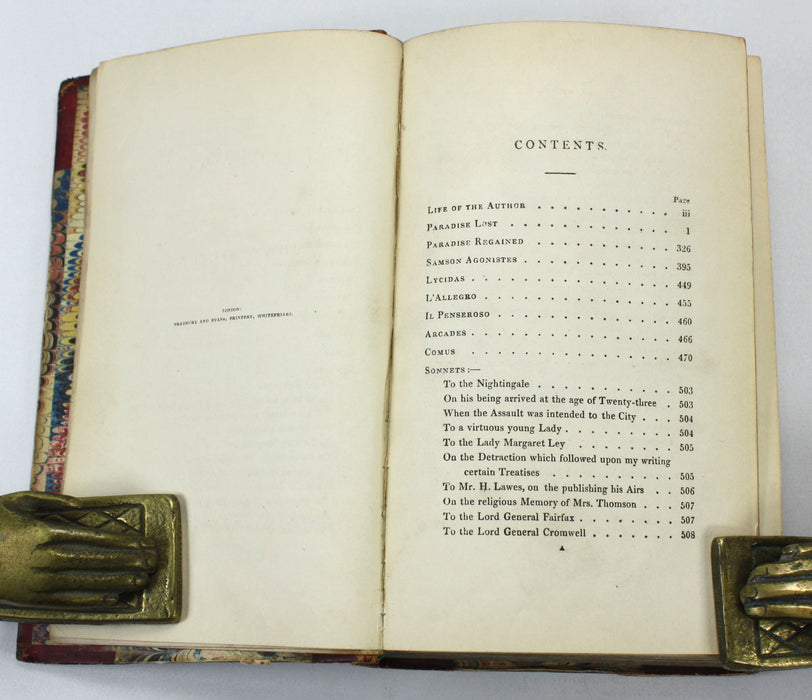 LONDON:
BRADBURY AND EVANS, PRINTERS, WHITEFRIARS.
CONTENTS.
Page
LIFE OF THE AUTHOR . . . . . . . . . . . iii
PARADISE LOST . . . . . . . . . . . . 1
PARADISE REGAINED . . . . . . . . . . . 326
SAMSON AGONISTES . . . . . . . . . . . 395
LYCIDAS . . . . . . . . . . . . . 449
L'ALLEGRO . . . . . . . . . . . . . 455
IL PENSEROSO . . . . . . . . . . . . 460
ARCADES . . . . . . . . . . . . . 466
COMUS . . . . . . . . . . . . . 470
SONNETS:—
To the Nightingale . . . . . . . . . . 503
On his being arrived at the age of Twenty-three . 503
When the Assault was intended to the City . . . 504
To a virtuous young Lady . . . . . . . . 504
To the Lady Margaret Ley . . . . . . . 505
On the Detraction which followed upon my writing
certain Treatises . . . . . . . . . 505
To Mr. H. Lawes, on the publishing his Airs . . 506
On the religious Memory of Mrs. Thomson . . . 507
To the Lord General Fairfax . . . . . . . 507
To the Lord General Cromwell . . . . . . 508